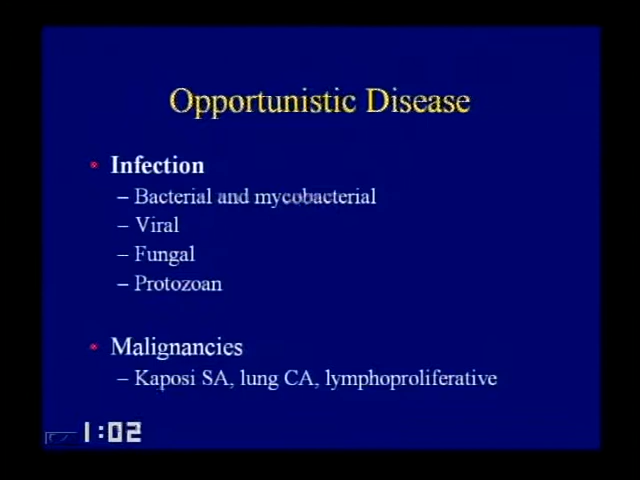 Opportunistic Disease
Infection
– Bacterial and mycobacterial
– Viral
– Fungal
– Protozoan
Malignancies
– Kaposi SA, lung CA, lymphoproliferative
1:02